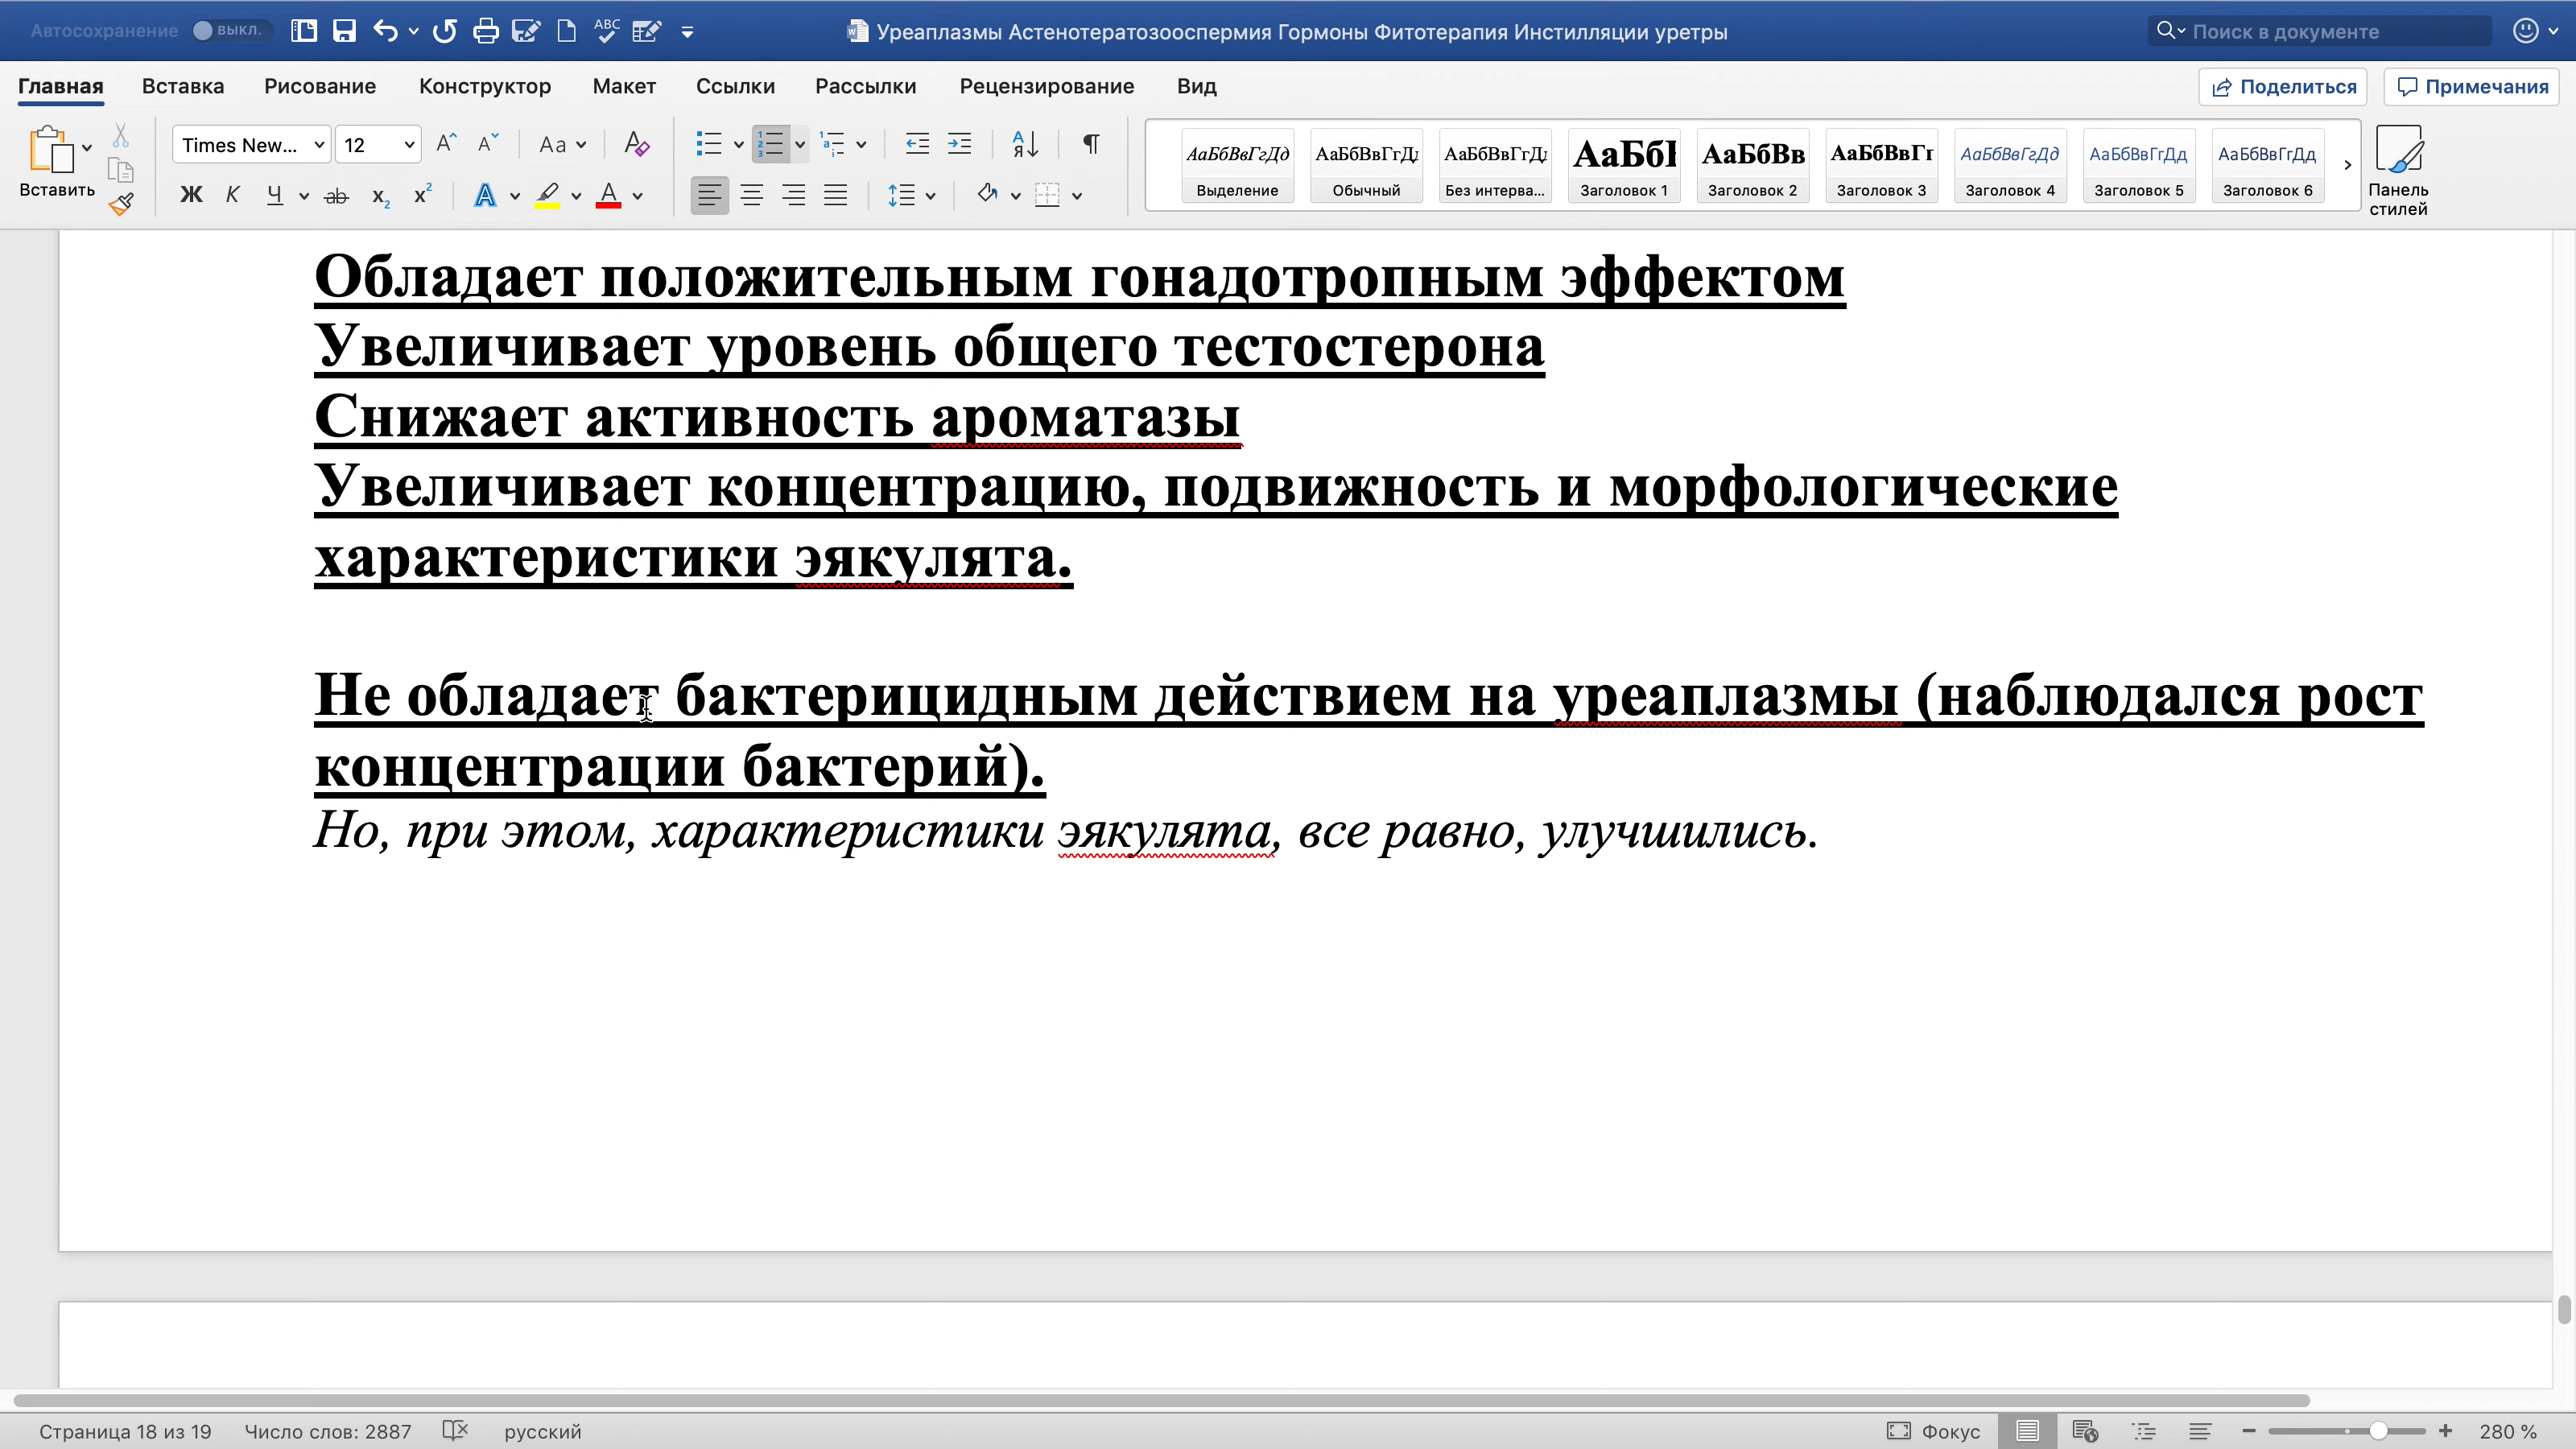 Автосохранение ВЫКЛ. ABC Уреаплазмы Астенотератозооспермия Гормоны Фитотерапия Инстилляции уретры Поиск в документе
Главная Вставка Рисование Конструктор Макет Ссылки Рассылки Рецензирование Вид Поделиться Примечания
Вставить Times New... 12 Aa
Ж К Ч ab x2 x2 A А
АаБбВвГгДд АаБбВвГгДд АаБбВвГгДд АаБбІ АаБбВв АаБбВвГг АаБбВвГгДд АаБбВвГгДд АаБбВвГгДд
Выделение Обычный Без интерва... Заголовок 1 Заголовок 2 Заголовок 3 Заголовок 4 Заголовок 5 Заголовок 6 Панель стилей
Обладает положительным гонадотропным эффектом
Увеличивает уровень общего тестостерона
Снижает активность ароматазы
Увеличивает концентрацию, подвижность и морфологические
характеристики эякулята.
Не обладает бактерицидным действием на уреаплазмы (наблюдался рост
концентрации бактерий).
Но, при этом, характеристики эякулята, все равно, улучшились.
Страница 18 из 19 Число слов: 2887 русский Фокус 280 %